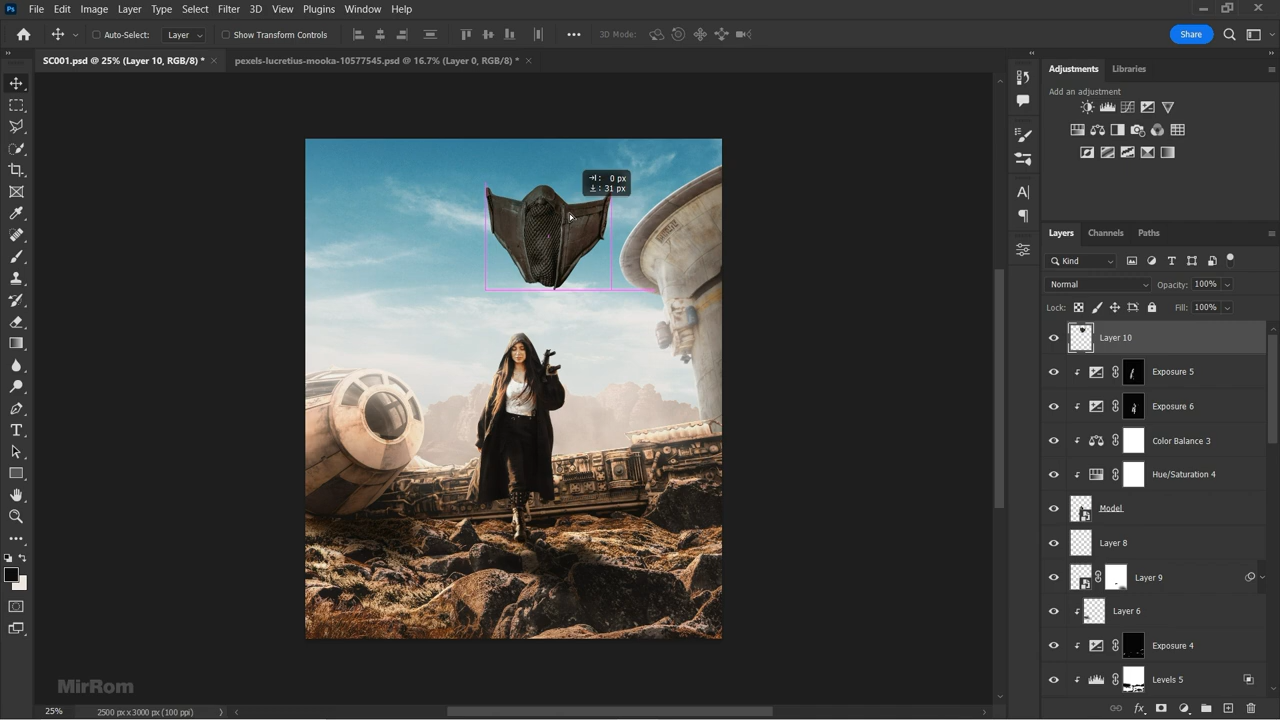 Ps File Edit Image Layer Type Select Filter 3D View Plugins Window Help
Auto-Select: Layer Show Transform Controls 3D Mode: Share
SC001.psd @ 25% (Layer 10, RGB/8) * × pexels-lucretius-mooka-10577545.psd @ 16.7% (Layer 0, RGB/8) * ×
Adjustments Libraries
Add an adjustment
0 px
31 px
Layers Channels Paths
Kind
Normal Opacity: 100%
Lock: Fill: 100%
Layer 10
Exposure 5
Exposure 6
Color Balance 3
Hue/Saturation 4
Model
Layer 8
Layer 9
Layer 6
Exposure 4
Levels 5
MirRom
25% 2500 px x 3000 px (100 ppi)